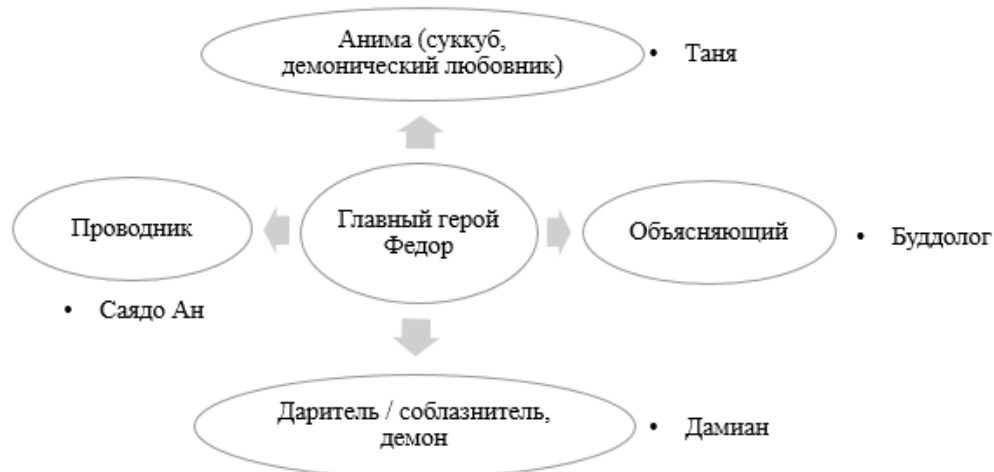 Анима (суккуб,
демонический любовник)
• Таня
Проводник
• Саядо Ан
Главный герой
Федор
Объясняющий
• Буддолог
Даритель / соблазнитель,
демон
• Дамиан